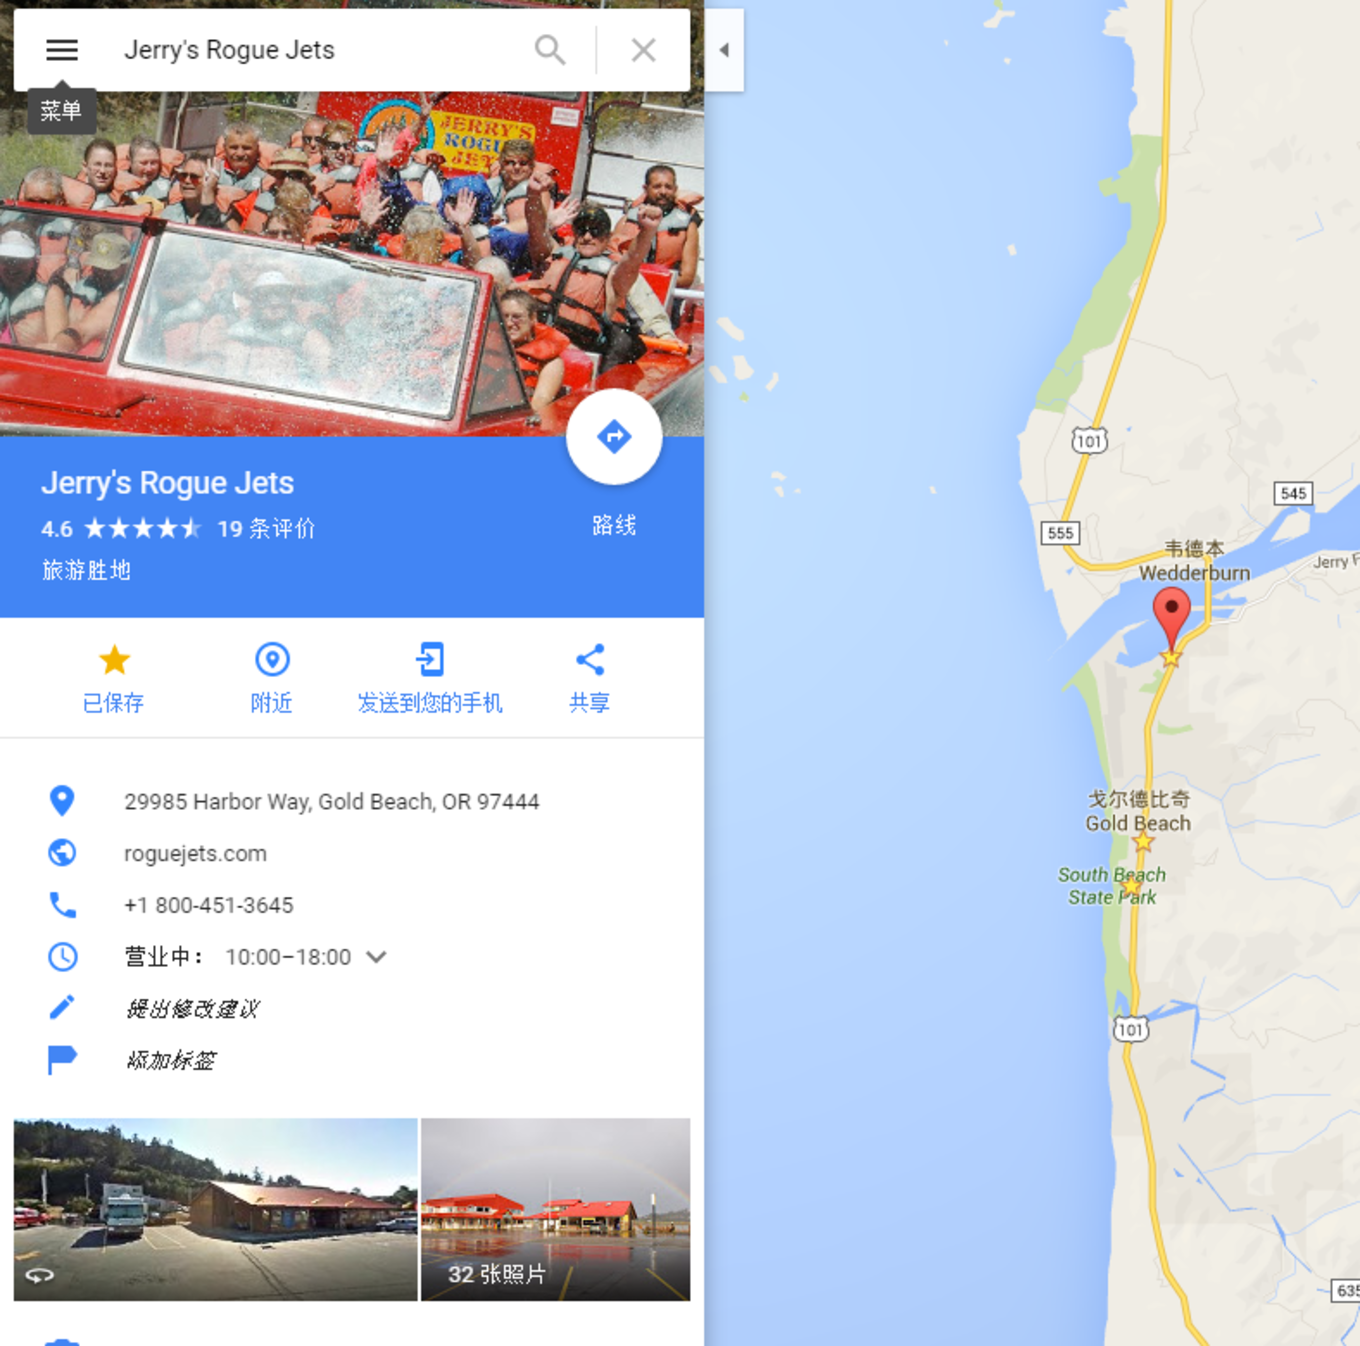 Jerry's Rogue Jets
菜单
JERRY'S
ROGUE
JET
Jerry's Rogue Jets
4.6 19 条评价
旅游胜地
路线
已保存
附近
发送到您的手机
共享
29985 Harbor Way, Gold Beach, OR 97444
roguejets.com
+1 800-451-3645
营业中： 10:00–18:00
提出修改建议
添加标签
32 张照片
101
545
555
韦德本
Wedderburn
Jerry F
戈尔德比奇
Gold Beach
South Beach
State Park
101
635